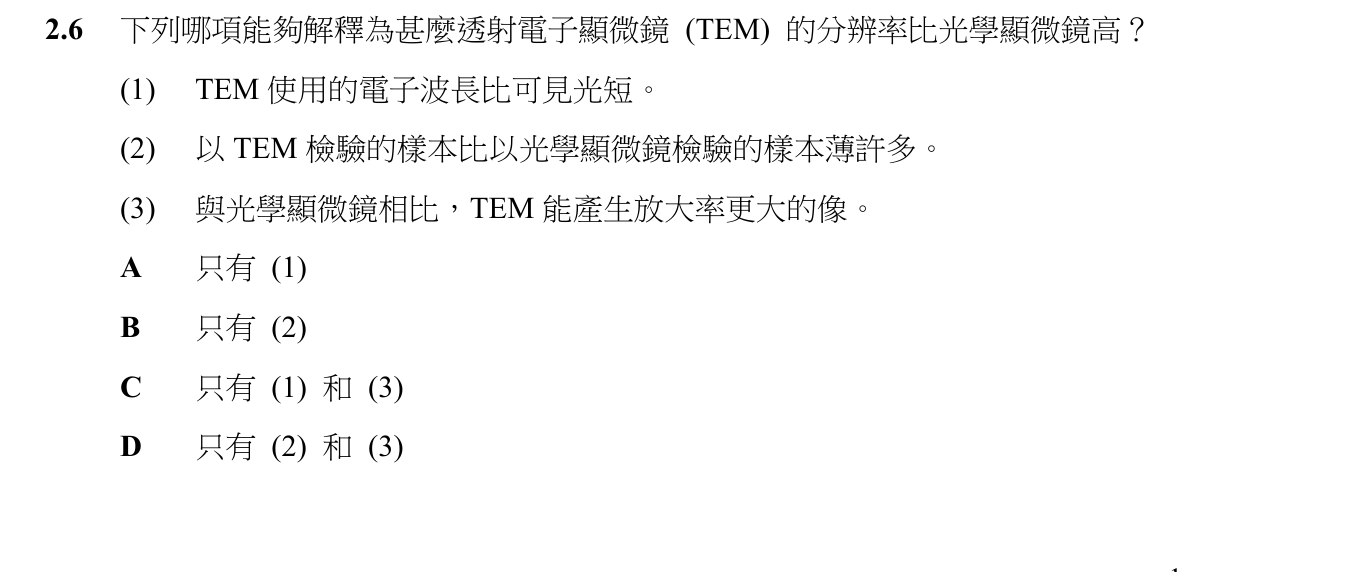 2.6 下列哪項能夠解釋為甚麼透射電子顯微鏡 (TEM) 的分辨率比光學顯微鏡高？
(1) TEM 使用的電子波長比可見光短。
(2) 以 TEM 檢驗的樣本比以光學顯微鏡檢驗的樣本薄許多。
(3) 與光學顯微鏡相比，TEM 能產生放大率更大的像。
A 只有 (1)
B 只有 (2)
C 只有 (1) 和 (3)
D 只有 (2) 和 (3)